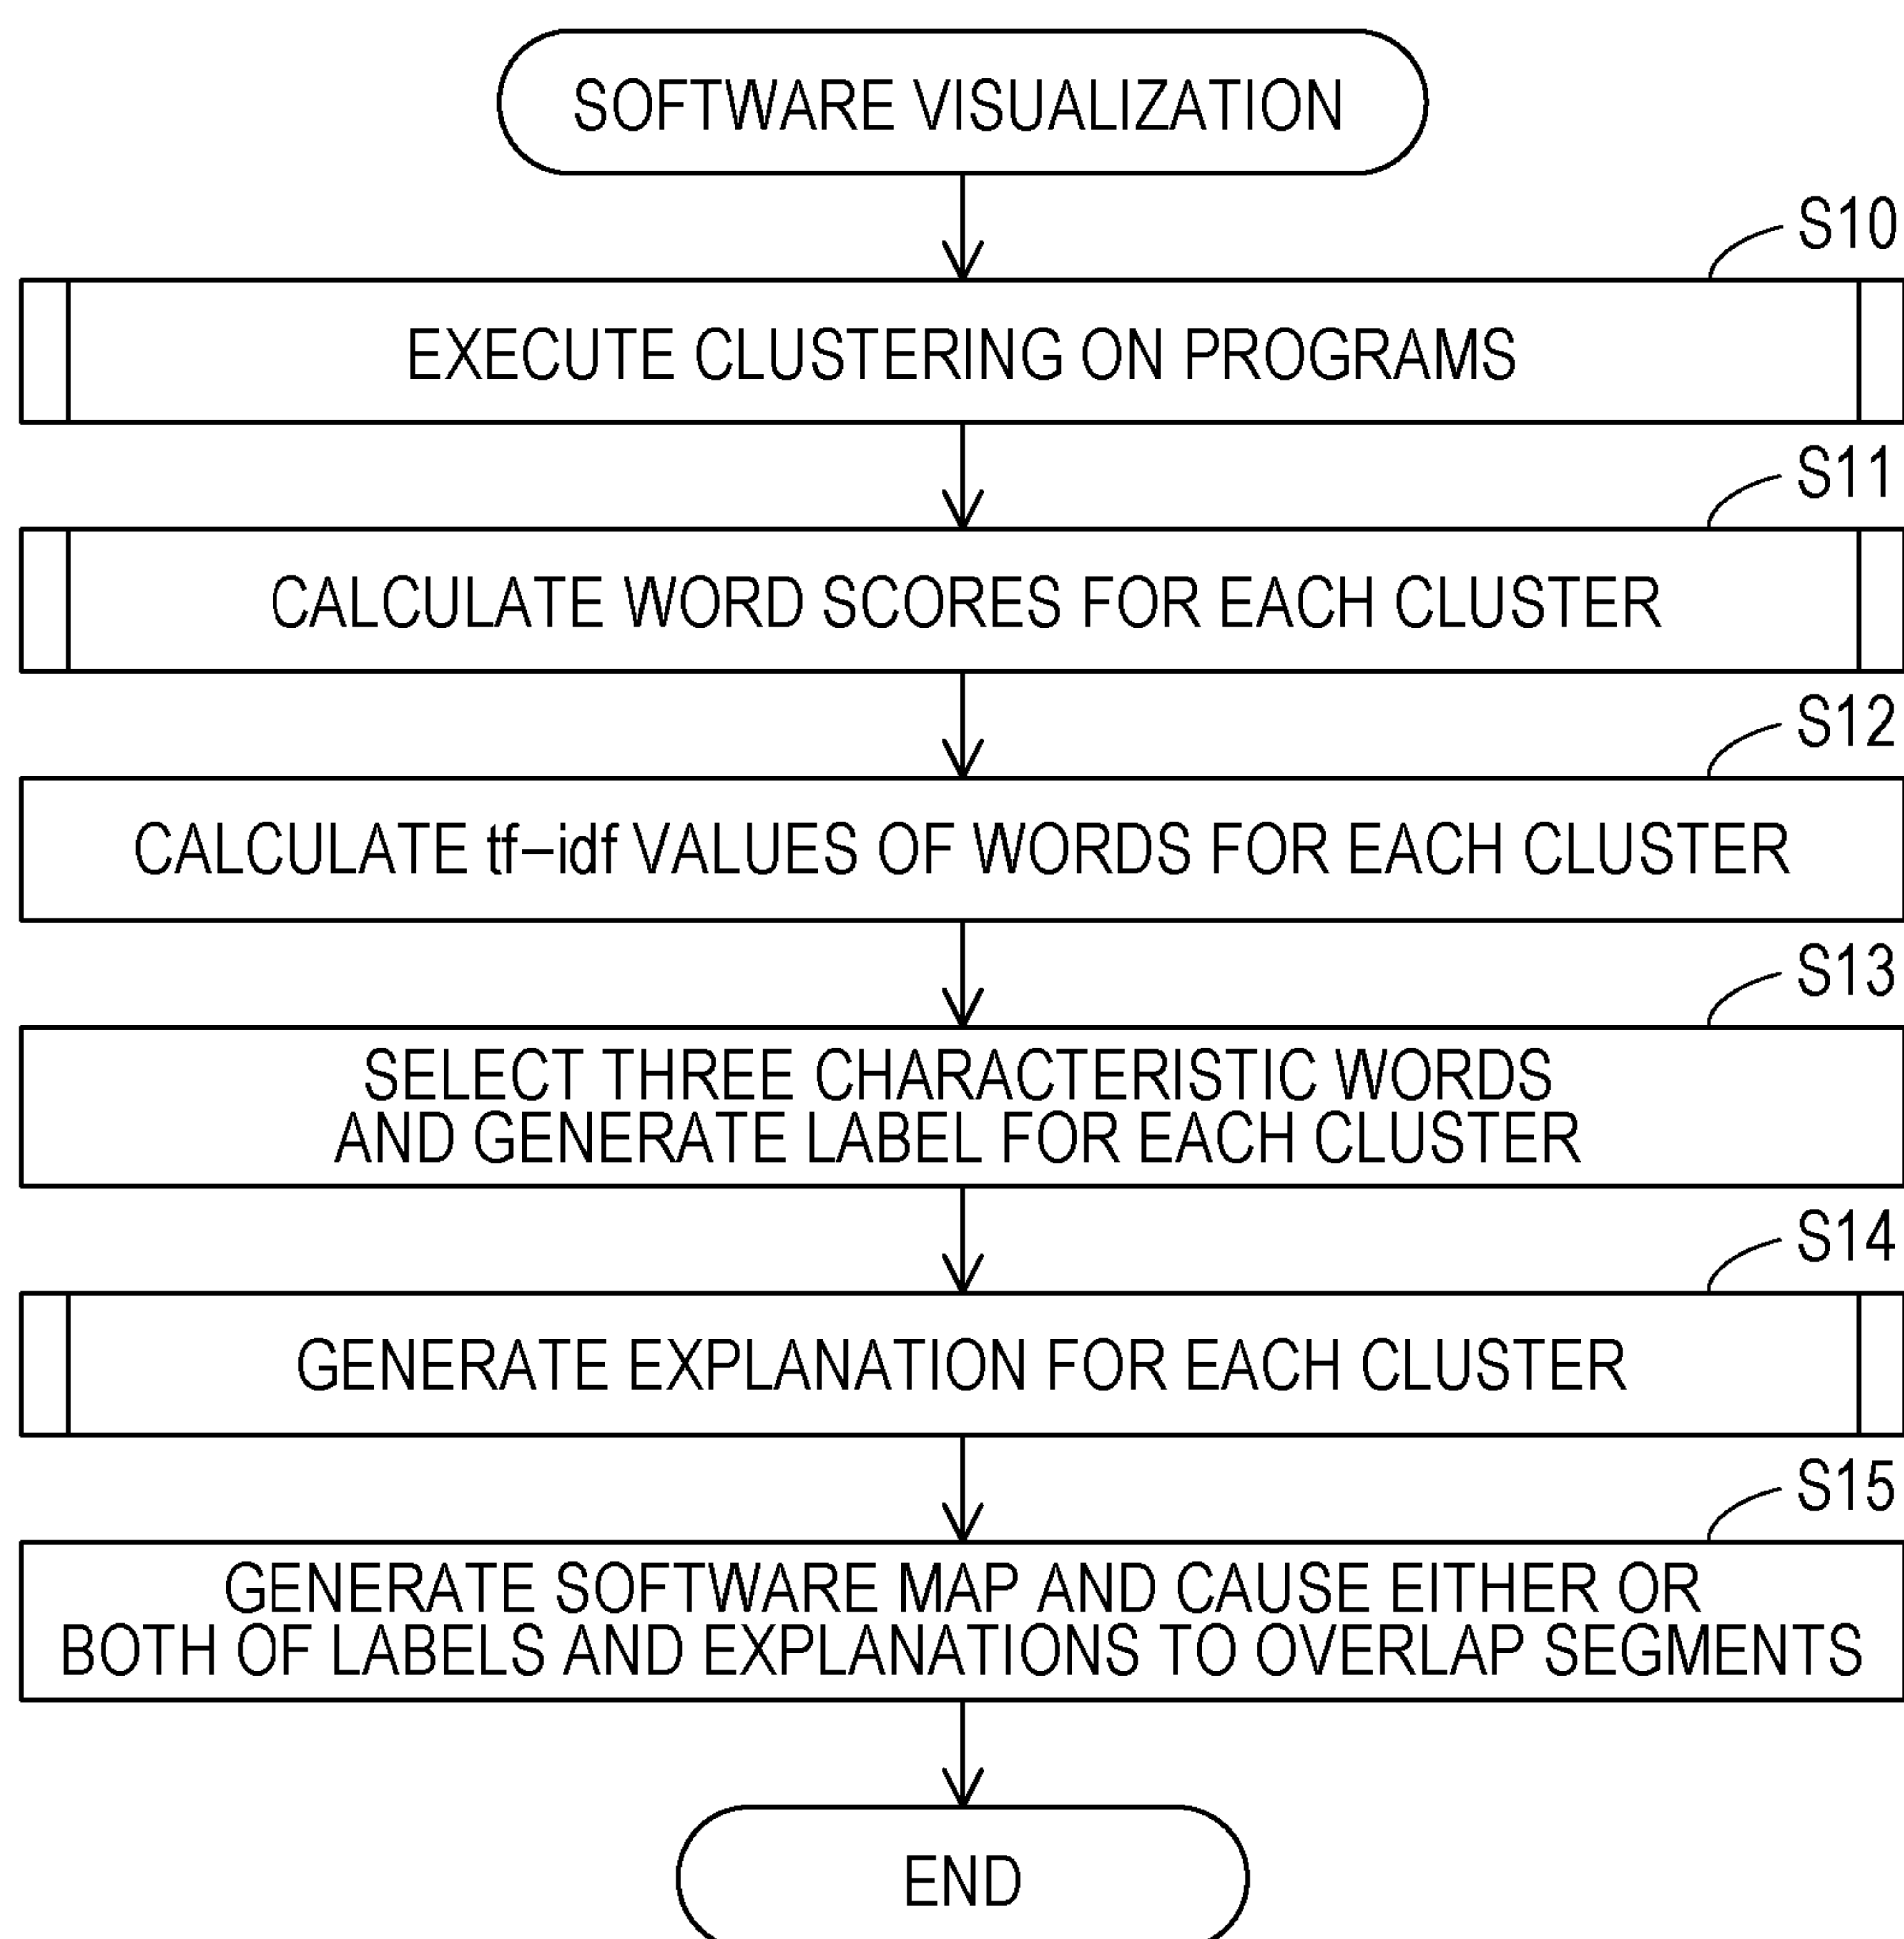 SOFTWARE VISUALIZATION
S10
EXECUTE CLUSTERING ON PROGRAMS
S11
CALCULATE WORD SCORES FOR EACH CLUSTER
S12
CALCULATE tf–idf VALUES OF WORDS FOR EACH CLUSTER
S13
SELECT THREE CHARACTERISTIC WORDS
AND GENERATE LABEL FOR EACH CLUSTER
S14
GENERATE EXPLANATION FOR EACH CLUSTER
S15
GENERATE SOFTWARE MAP AND CAUSE EITHER OR
BOTH OF LABELS AND EXPLANATIONS TO OVERLAP SEGMENTS
END